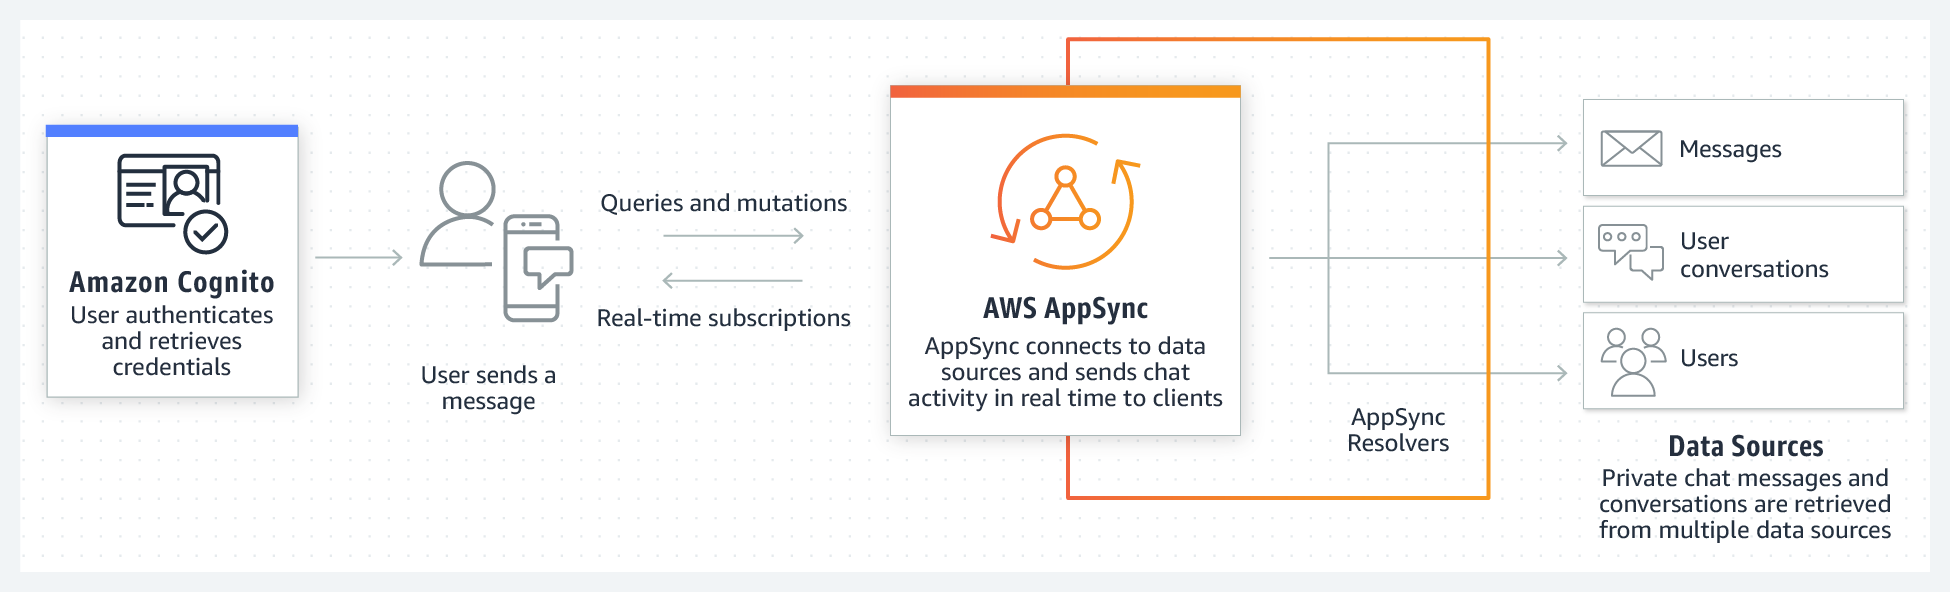 Amazon Cognito
User authenticates
and retrieves
credentials
User sends a
message
Queries and mutations
Real-time subscriptions
AWS AppSync
AppSync connects to data
sources and sends chat
activity in real time to clients
AppSync
Resolvers
Messages
User
conversations
Users
Data Sources
Private chat messages and
conversations are retrieved
from multiple data sources